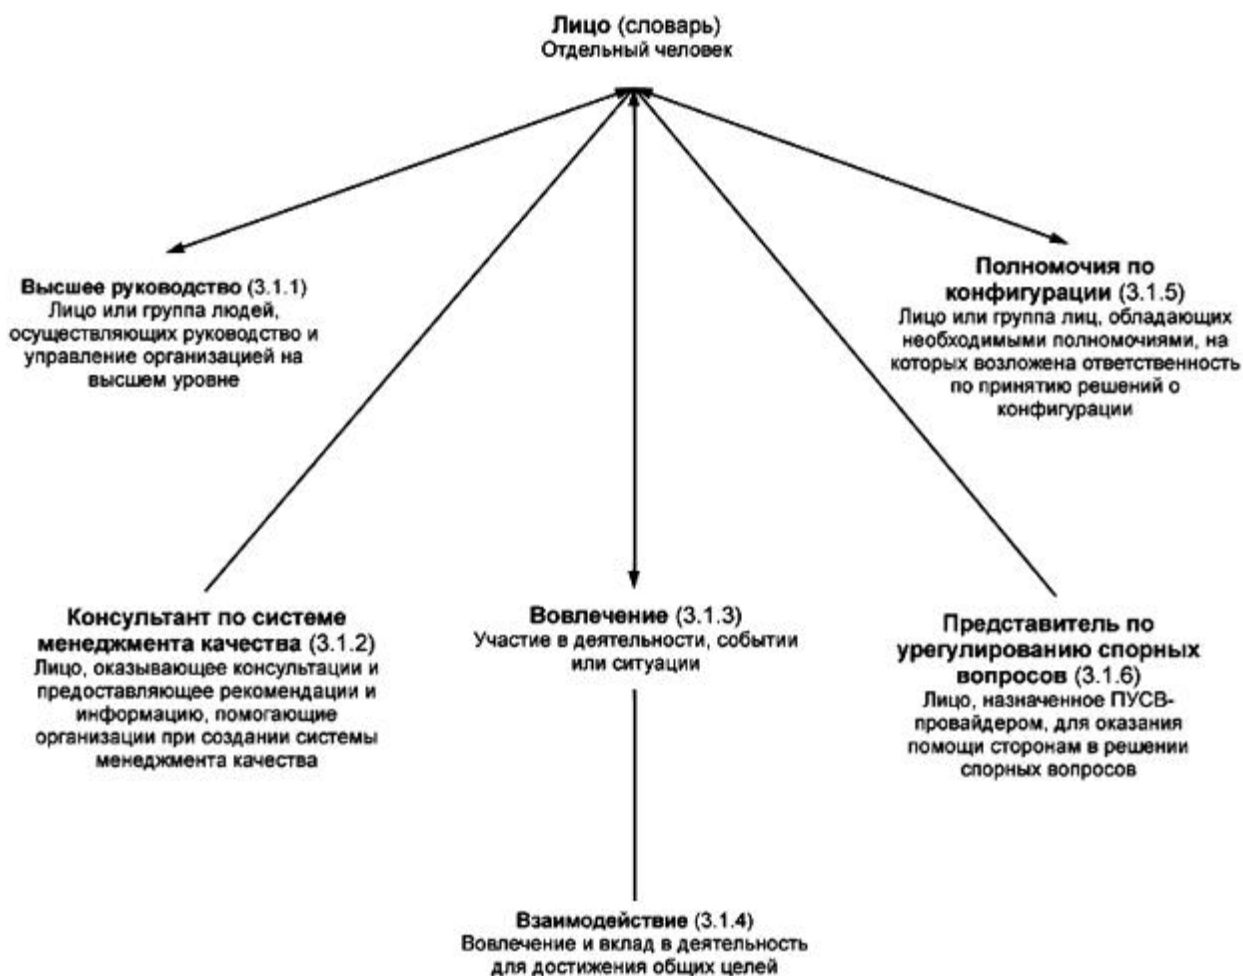 Лицо (словарь)
Отдельный человек
Высшее руководство (3.1.1)
Лицо или группа людей,
осуществляющих руководство и
управление организацией на
высшем уровне
Полномочия по
конфигурации (3.1.5)
Лицо или группа лиц, обладающих
необходимыми полномочиями, на
которых возложена ответственность
по принятию решений о
конфигурации
Консультант по системе
менеджмента качества (3.1.2)
Лицо, оказывающее консультации и
предоставляющее рекомендации и
информацию, помогающие
организации при создании системы
менеджмента качества
Вовлечение (3.1.3)
Участие в деятельности, событии
или ситуации
Представитель по
урегулированию спорных
вопросов (3.1.6)
Лицо, назначенное ПУСВ-
провайдером, для оказания
помощи сторонам в решении
спорных вопросов
Взаимодействие (3.1.4)
Вовлечение и вклад в деятельность
для достижения общих целей